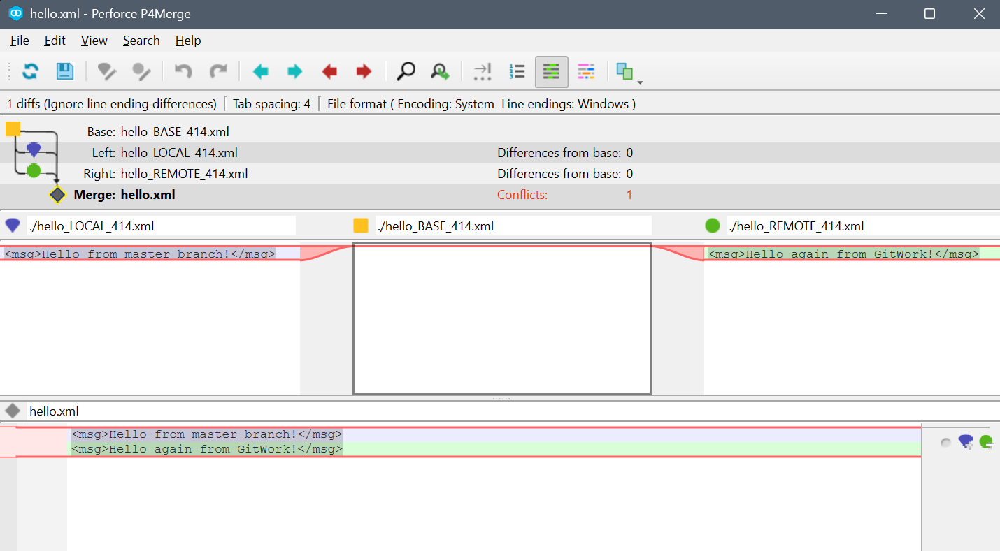 hello.xml - Perforce P4Merge
File Edit View Search Help
1 diffs (Ignore line ending differences) Tab spacing: 4 File format ( Encoding: System Line endings: Windows )
Base: hello_BASE_414.xml
Left: hello_LOCAL_414.xml Differences from base: 0
Right: hello_REMOTE_414.xml Differences from base: 0
Merge: hello.xml Conflicts: 1
./hello_LOCAL_414.xml ./hello_BASE_414.xml ./hello_REMOTE_414.xml
<msg>Hello from master branch!</msg> <msg>Hello again from GitWork!</msg>
hello.xml
<msg>Hello from master branch!</msg>
<msg>Hello again from GitWork!</msg>